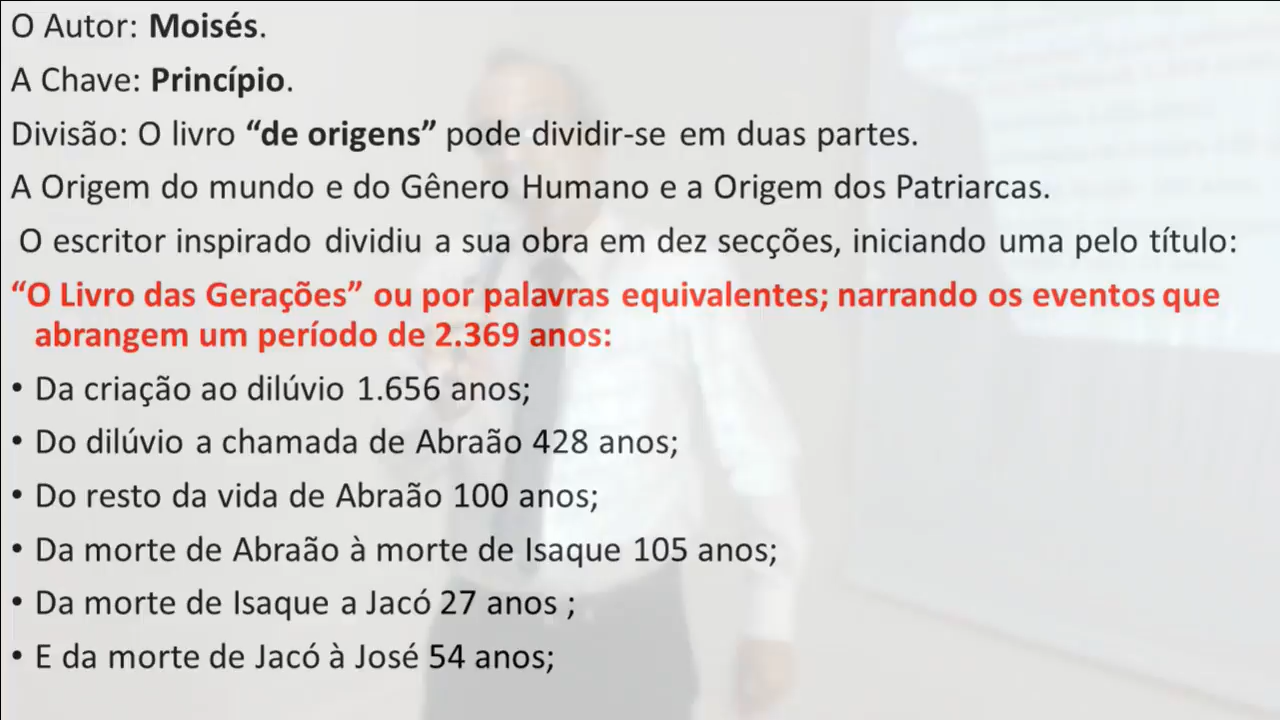 O Autor: Moisés.
A Chave: Princípio.
Divisão: O livro “de origens” pode dividir-se em duas partes.
A Origem do mundo e do Gênero Humano e a Origem dos Patriarcas.
O escritor inspirado dividiu a sua obra em dez secções, iniciando uma pelo título:
“O Livro das Gerações” ou por palavras equivalentes; narrando os eventos que
abrangem um período de 2.369 anos:
• Da criação ao dilúvio 1.656 anos;
• Do dilúvio a chamada de Abraão 428 anos;
• Do resto da vida de Abraão 100 anos;
• Da morte de Abraão à morte de Isaque 105 anos;
• Da morte de Isaque a Jacó 27 anos ;
• E da morte de Jacó à José 54 anos;